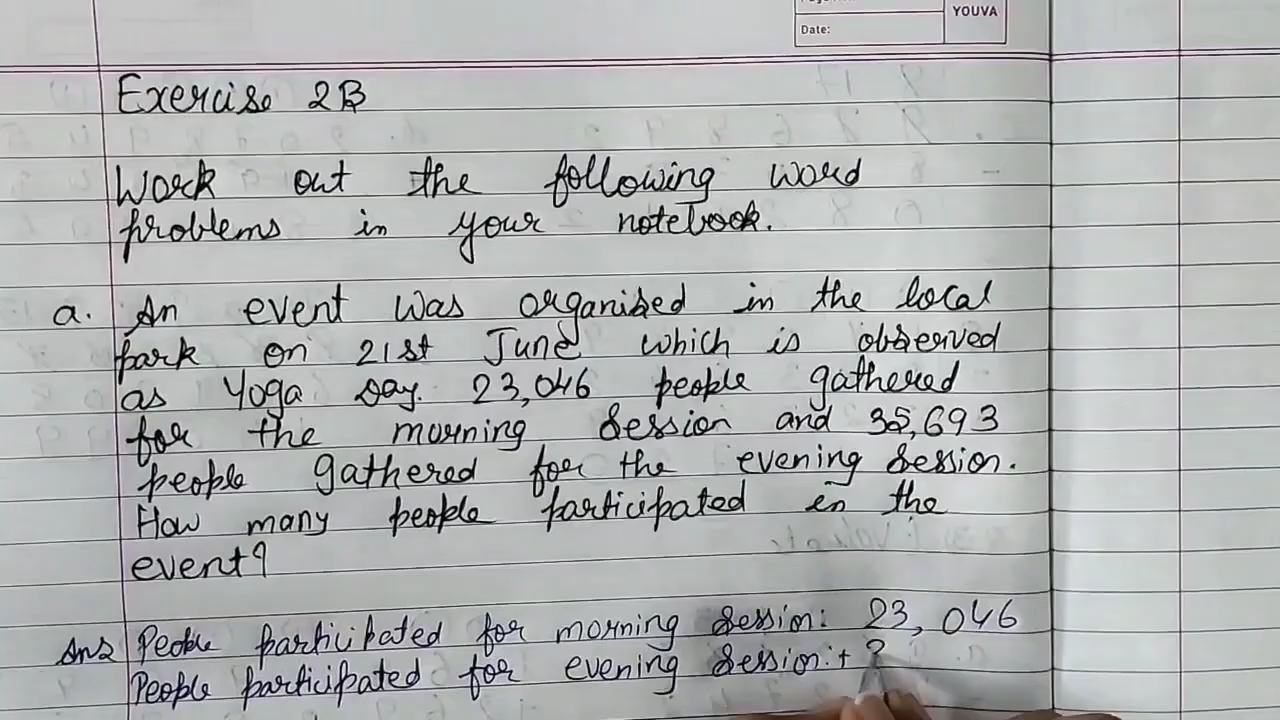 YOUVA
Date:
Exercise 2B
Work out the following word
problems in your notebook.
a. An event was organised in the local
park on 21st June which is observed
as Yoga Day. 23,046 people gathered
for the morning session and 35,693
people gathered for the evening session.
How many people participated in the
event?
Ans People participated for morning session: 23,046
People participated for evening session: +